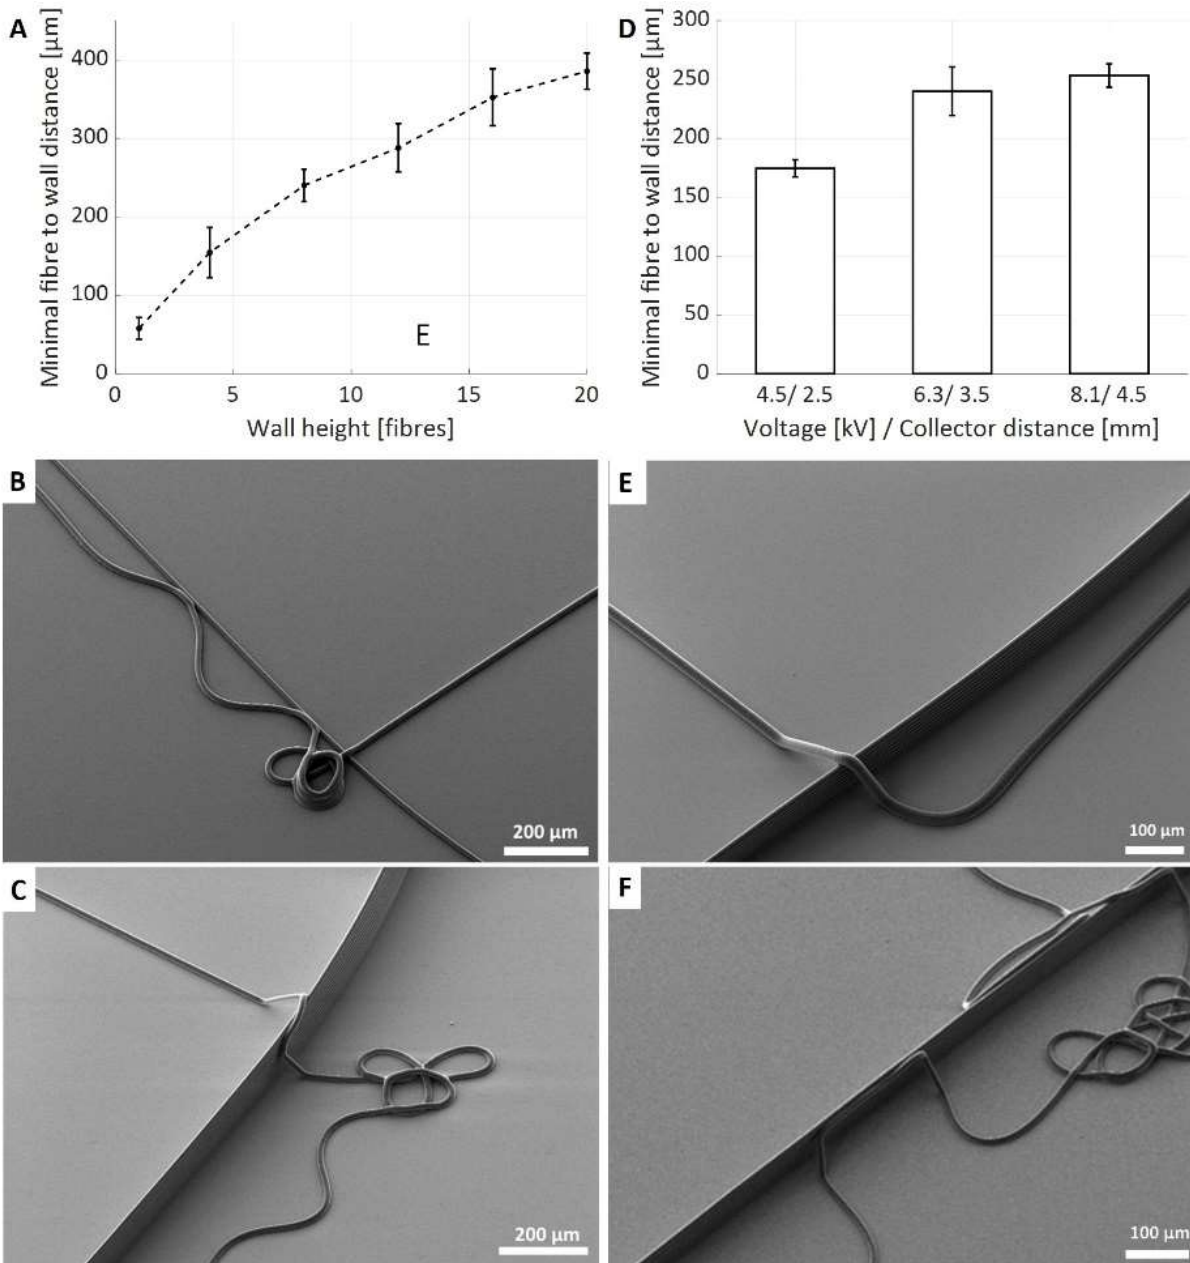 A
Minimal fibre to wall distance [µm]
400
300
200
100
0
E
0 5 10 15 20
Wall height [fibres]
D
Minimal fibre to wall distance [µm]
300
250
200
150
100
50
0
4.5/ 2.5 6.3/ 3.5 8.1/ 4.5
Voltage [kV] / Collector distance [mm]
B
200 µm
E
100 µm
C
200 µm
F
100 µm